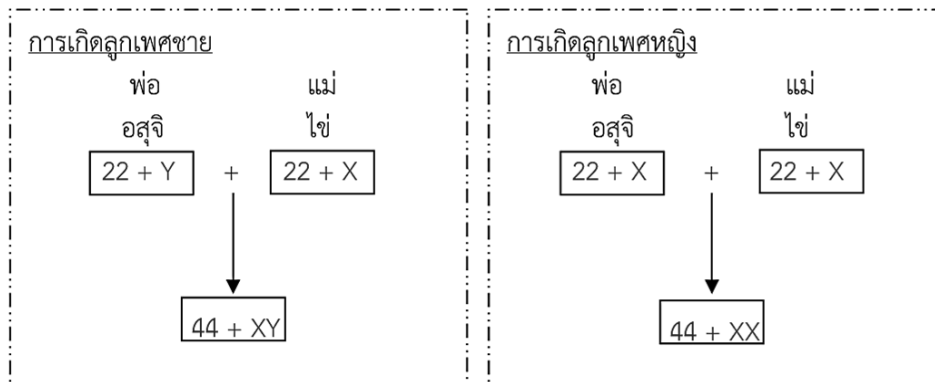 การเกิดลูกเพศชาย
พ่อ แม่
อสุจิ ไข่
22 + Y + 22 + X
44 + XY
การเกิดลูกเพศหญิง
พ่อ แม่
อสุจิ ไข่
22 + X + 22 + X
44 + XX